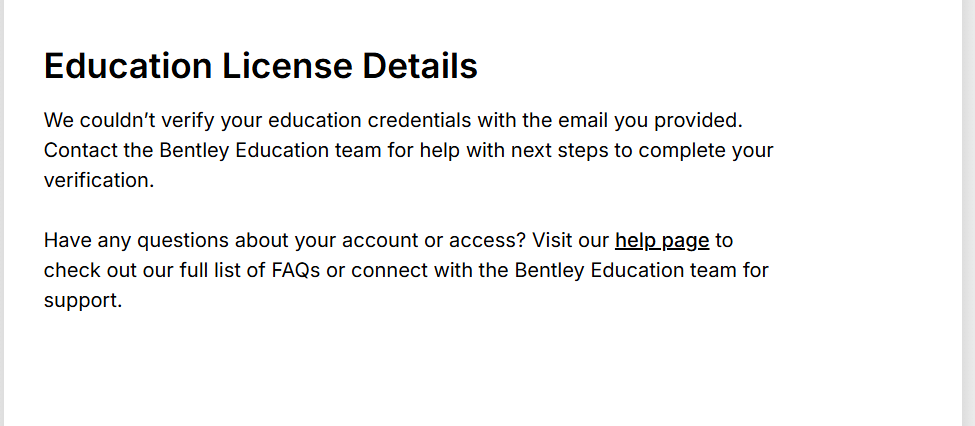 Education License Details
We couldn’t verify your education credentials with the email you provided.
Contact the Bentley Education team for help with next steps to complete your
verification.
Have any questions about your account or access? Visit our help page to
check out our full list of FAQs or connect with the Bentley Education team for
support.